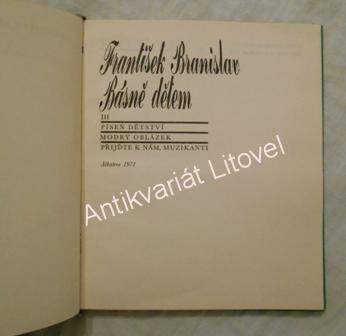 František Branislav
Básně dětem
III
PÍSEŇ DĚTSTVÍ
MODRÝ OBLÁZEK
PŘIJĎTE K NÁM, MUZIKANTI
Albatros 1971
Antikvariát Litovel